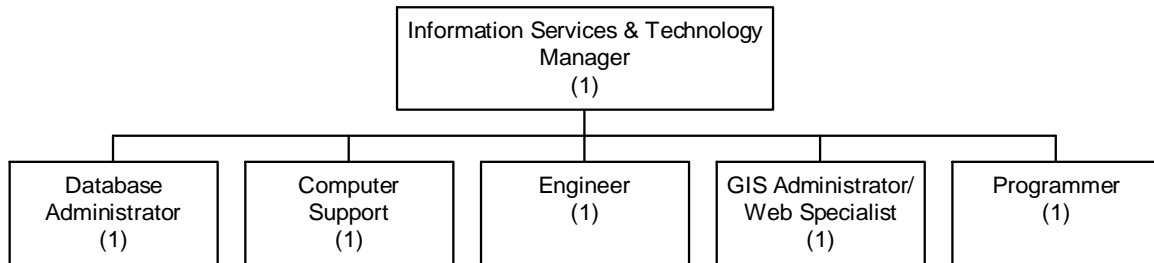 Information Services & Technology
Manager
(1)
Database
Administrator
(1)
Computer
Support
(1)
Engineer
(1)
GIS Administrator/
Web Specialist
(1)
Programmer
(1)